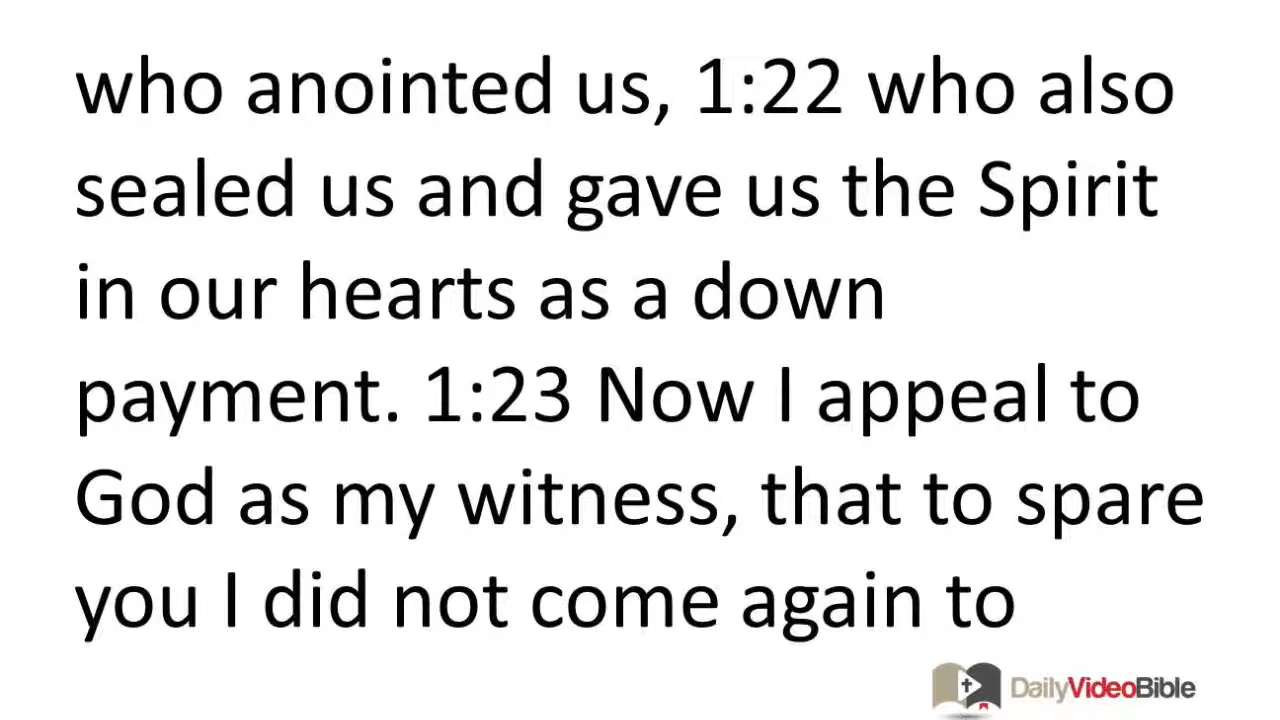 who anointed us, 1:22 who also
sealed us and gave us the Spirit
in our hearts as a down
payment. 1:23 Now I appeal to
God as my witness, that to spare
you I did not come again to
DailyVideoBible